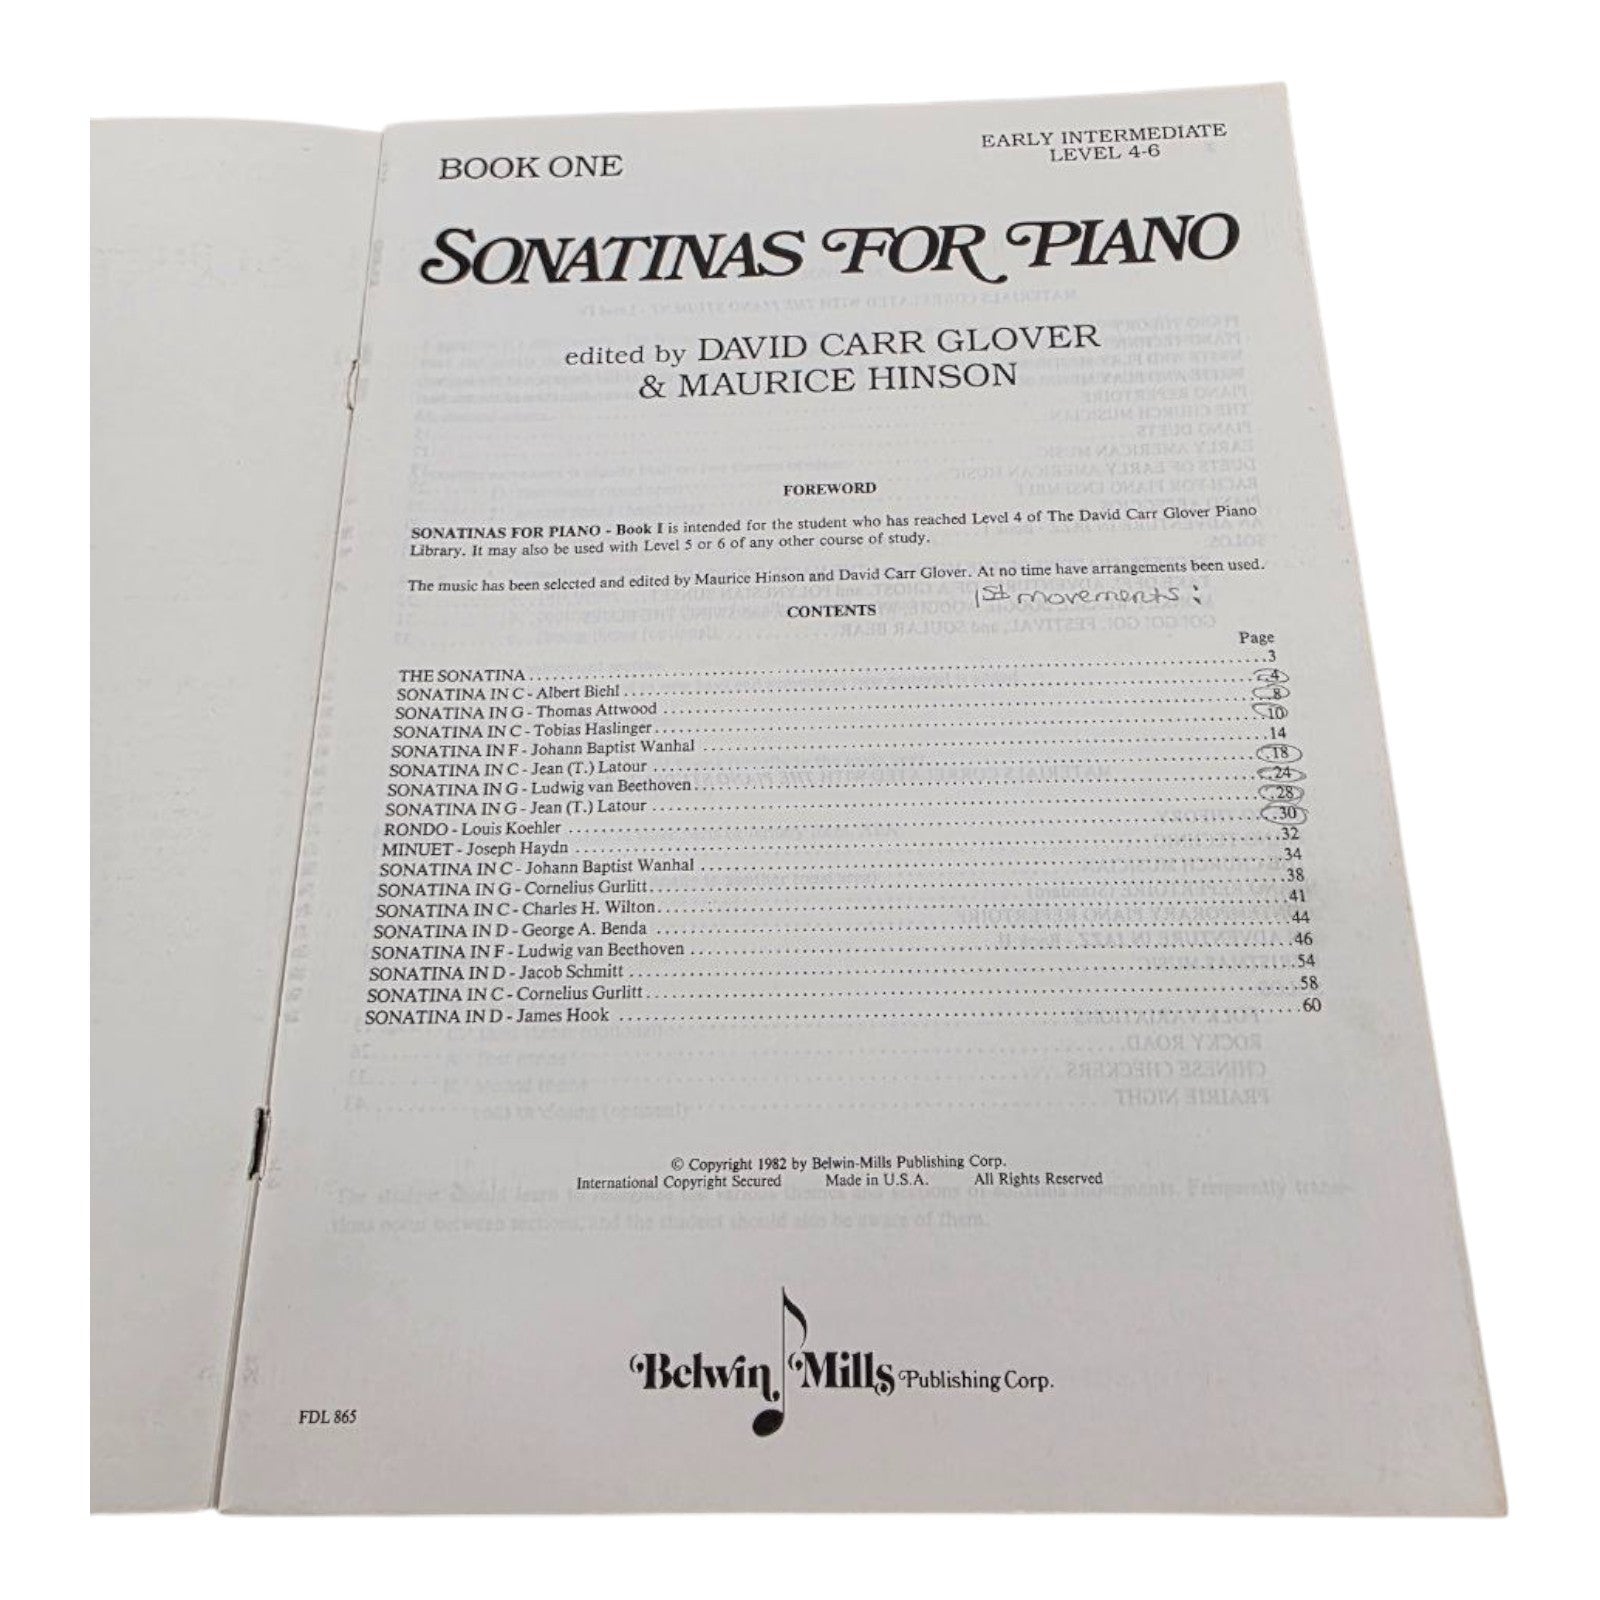 BOOK ONE
EARLY INTERMEDIATE
LEVEL 4-6
SONATINAS FOR PIANO
edited by DAVID CARR GLOVER
& MAURICE HINSON
FOREWORD
SONATINAS FOR PIANO - Book I is intended for the student who has reached Level 4 of The David Carr Glover Piano
Library. It may also be used with Level 5 or 6 of any other course of study.
The music has been selected and edited by Maurice Hinson and David Carr Glover. At no time have arrangements been used.
1st movements:
CONTENTS
Page
THE SONATINA 3
SONATINA IN C - Albert Biehl 4
SONATINA IN G - Thomas Attwood 8
SONATINA IN C - Tobias Haslinger 10
SONATINA IN F - Johann Baptist Wanhal 14
SONATINA IN C - Jean (T.) Latour 18
SONATINA IN G - Ludwig van Beethoven 24
SONATINA IN G - Jean (T.) Latour 28
RONDO - Louis Koehler 30
MINUET - Joseph Haydn 32
SONATINA IN C - Johann Baptist Wanhal 34
SONATINA IN G - Cornelius Gurlitt 38
SONATINA IN C - Charles H. Wilton 41
SONATINA IN D - George A. Benda 44
SONATINA IN F - Ludwig van Beethoven 46
SONATINA IN D - Jacob Schmitt 54
SONATINA IN C - Cornelius Gurlitt 58
SONATINA IN D - James Hook 60
© Copyright 1982 by Belwin-Mills Publishing Corp.
International Copyright Secured Made in U.S.A. All Rights Reserved
Belwin Mills Publishing Corp.
FDL 865